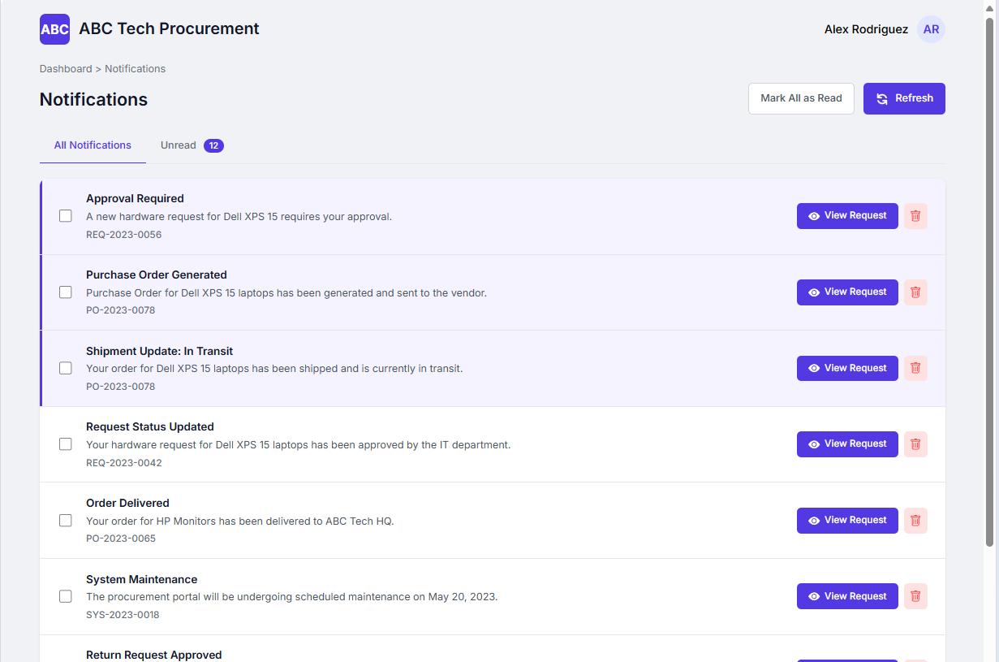 ABC ABC Tech Procurement
Alex Rodriguez AR
Dashboard > Notifications
Notifications
Mark All as Read
Refresh
All Notifications
Unread 12
Approval Required
A new hardware request for Dell XPS 15 requires your approval.
REQ-2023-0056
View Request
Purchase Order Generated
Purchase Order for Dell XPS 15 laptops has been generated and sent to the vendor.
PO-2023-0078
View Request
Shipment Update: In Transit
Your order for Dell XPS 15 laptops has been shipped and is currently in transit.
PO-2023-0078
View Request
Request Status Updated
Your hardware request for Dell XPS 15 laptops has been approved by the IT department.
REQ-2023-0042
View Request
Order Delivered
Your order for HP Monitors has been delivered to ABC Tech HQ.
PO-2023-0065
View Request
System Maintenance
The procurement portal will be undergoing scheduled maintenance on May 20, 2023.
SYS-2023-0018
View Request
Return Request Approved